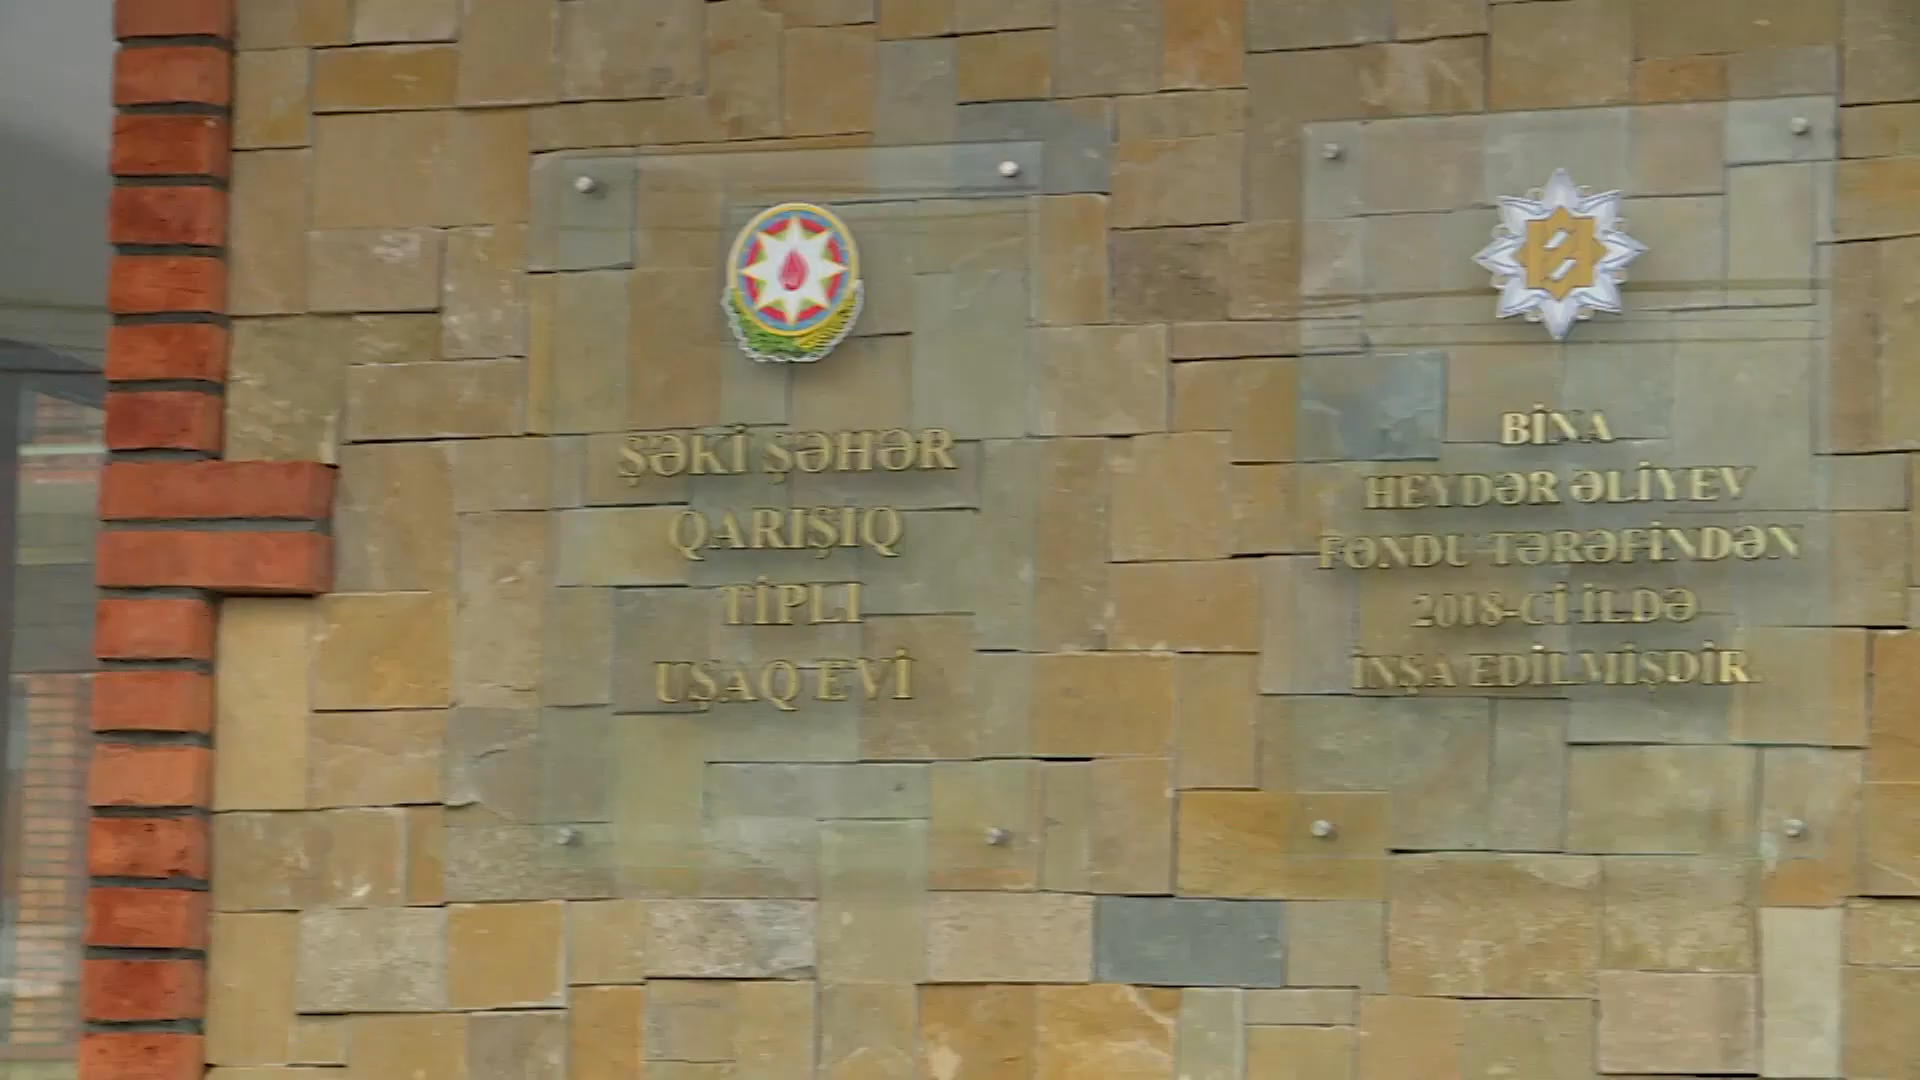 ŞƏKİ ŞƏHƏR
QARIŞIQ
TİPLİ
UŞAQ EVİ
BİNA
HEYDƏR ƏLİYEV
FONDU TƏRƏFİNDƏN
2018-Cİ İLDƏ
İNŞA EDİLMİŞDİR.